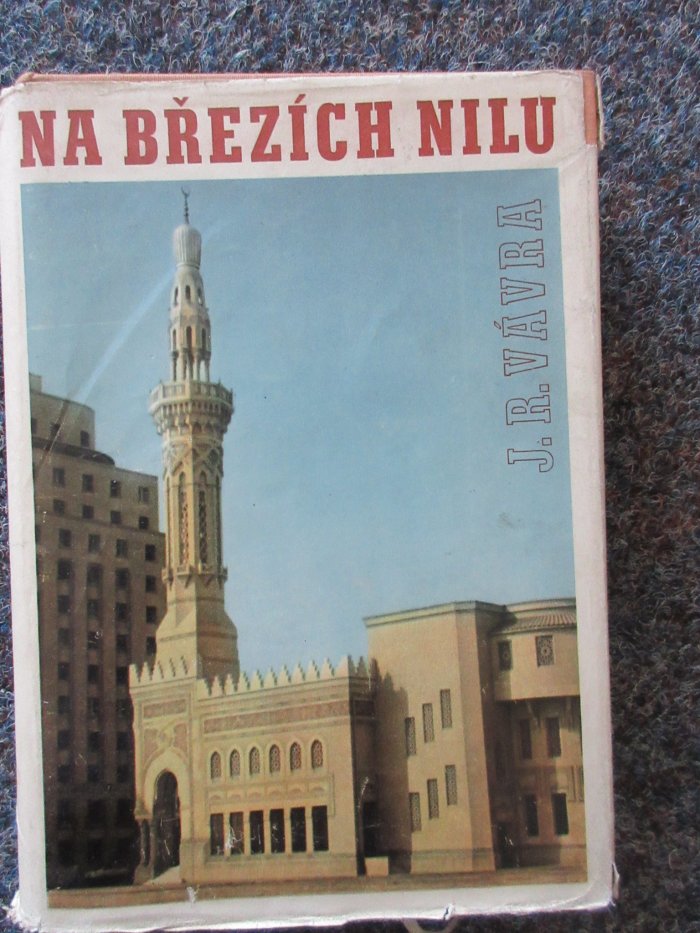 NA BŘEZÍCH NILU
J. R. VÁVRA